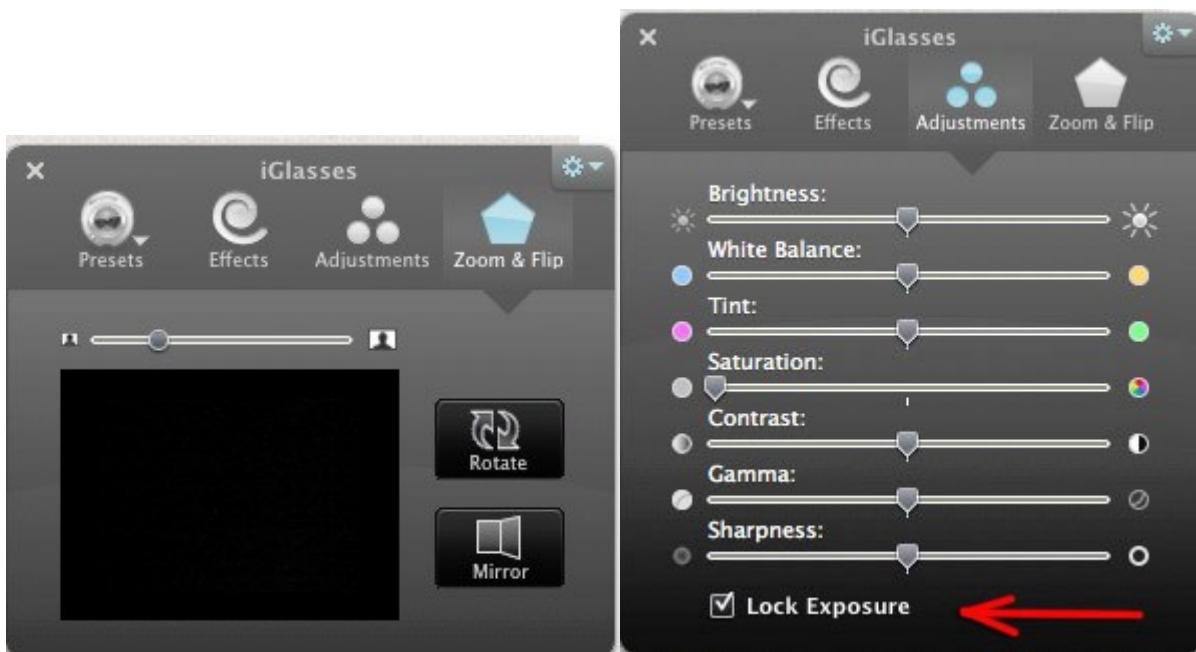 iGlasses
Presets Effects Adjustments Zoom & Flip
Rotate
Mirror
iGlasses
Presets Effects Adjustments Zoom & Flip
Brightness:
White Balance:
Tint:
Saturation:
Contrast:
Gamma:
Sharpness:
Lock Exposure